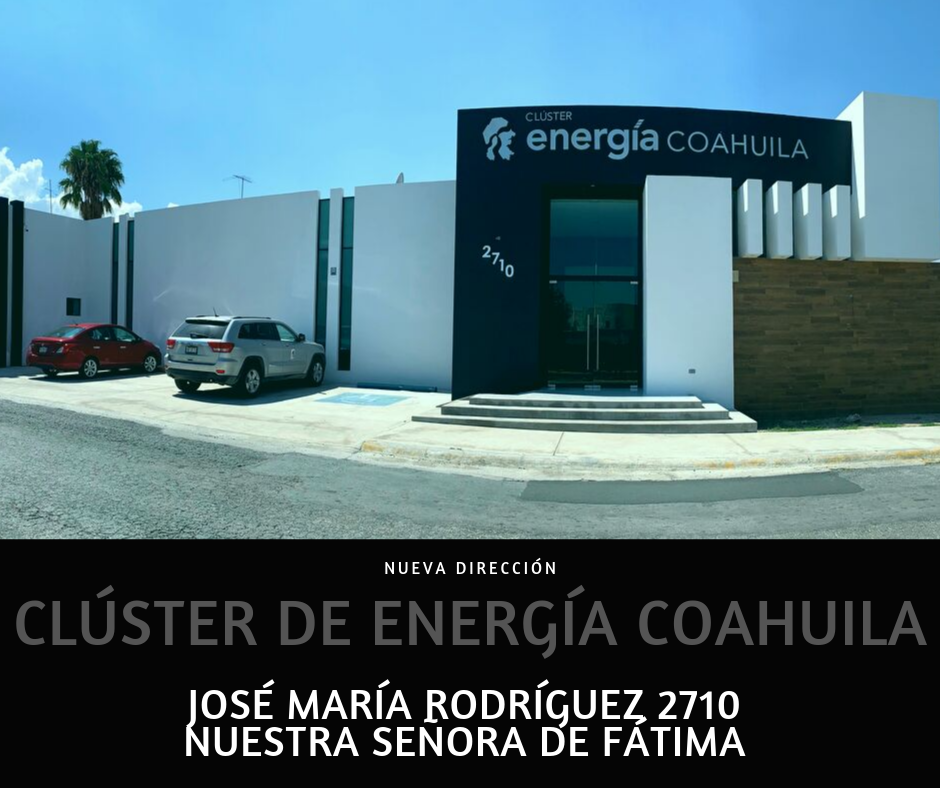 CLÚSTER
energía COAHUILA
2710
NUEVA DIRECCIÓN
CLÚSTER DE ENERGÍA COAHUILA
JOSÉ MARÍA RODRÍGUEZ 2710
NUESTRA SEÑORA DE FÁTIMA